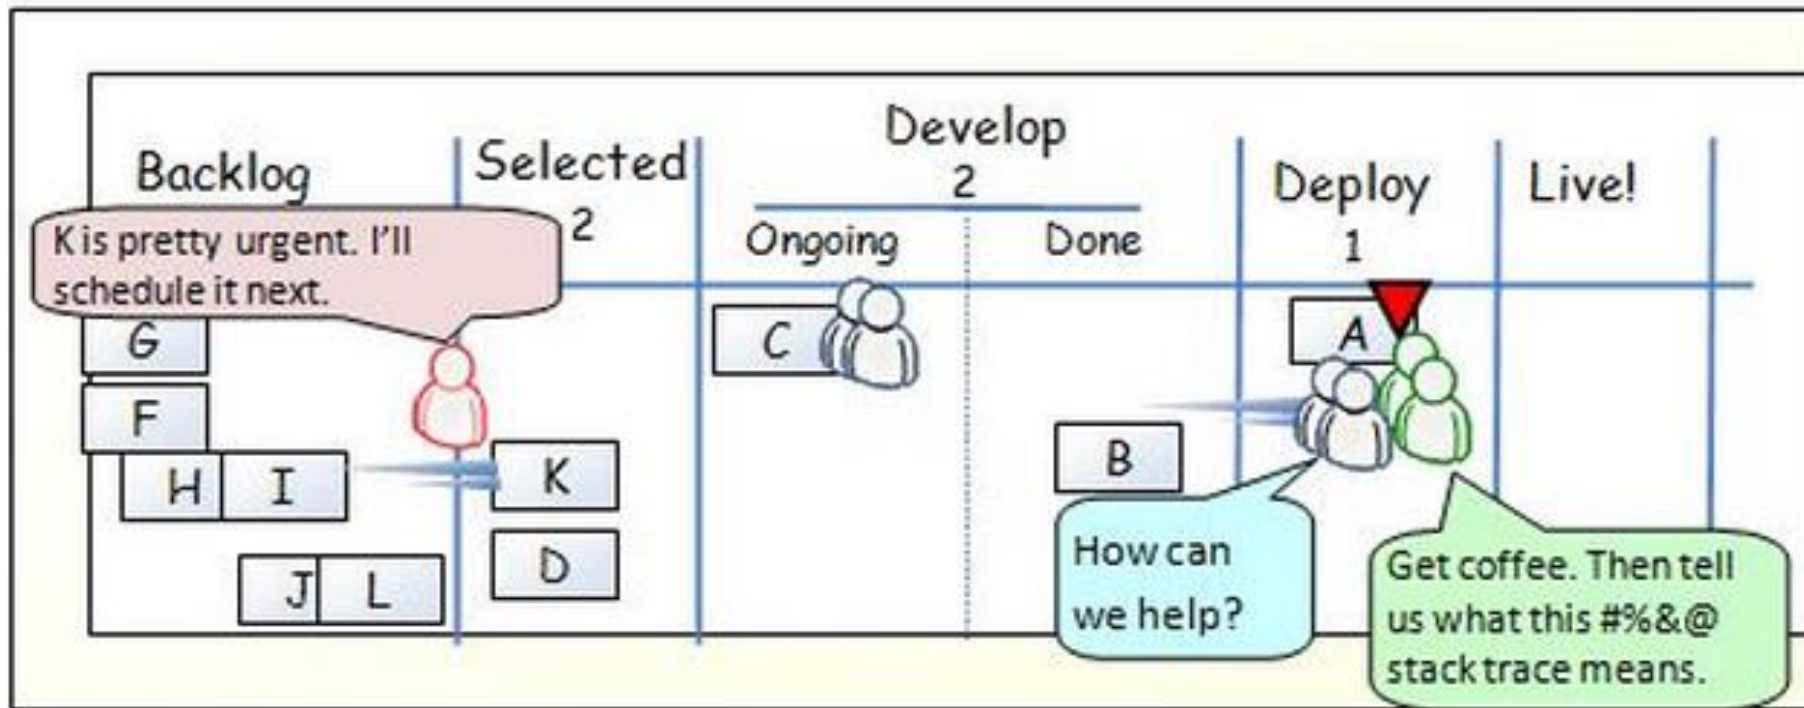 Backlog
Selected
2
Develop
2
Ongoing
Done
Deploy
1
Live!
K is pretty urgent. I'll
schedule it next.
G
F
H I
J L
K
D
C
B
A
How can
we help?
Get coffee. Then tell
us what this #%&@
stack trace means.